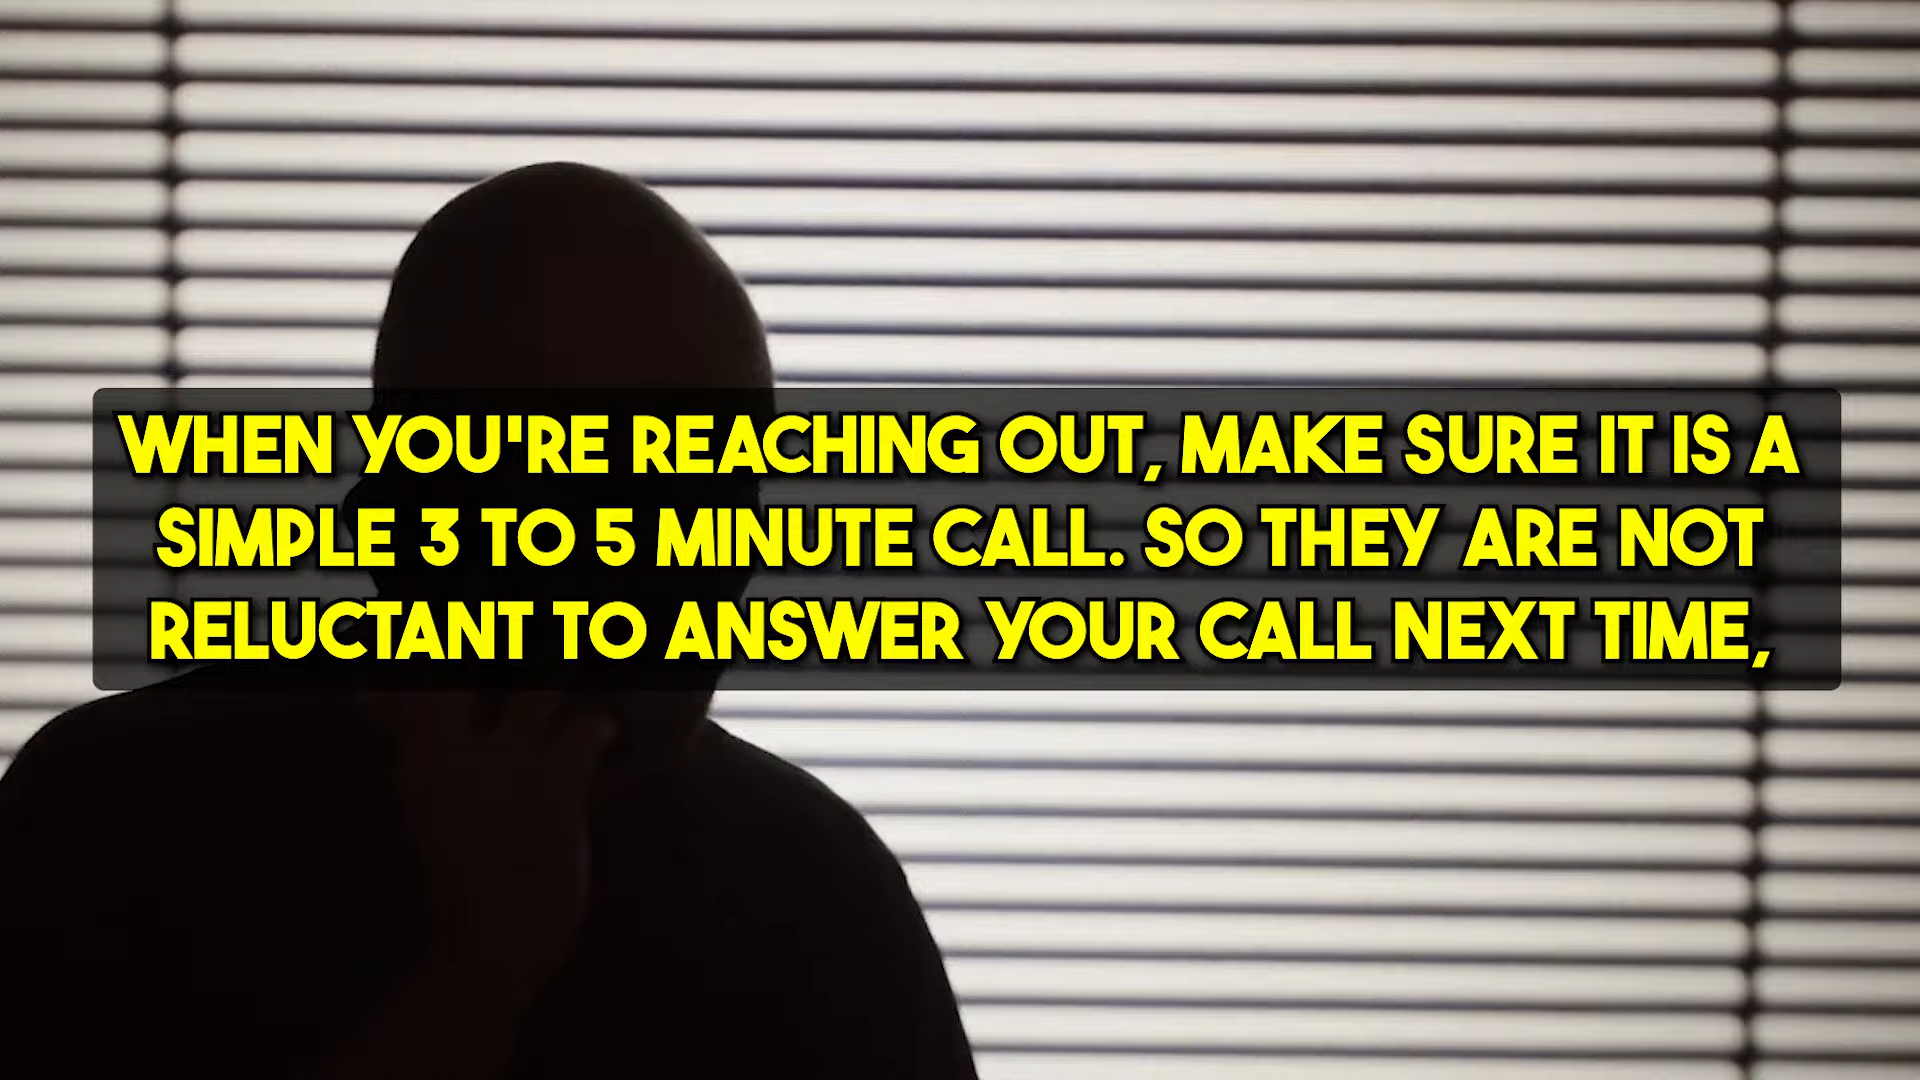 WHEN YOU'RE REACHING OUT, MAKE SURE IT IS A
SIMPLE 3 TO 5 MINUTE CALL. SO THEY ARE NOT
RELUCTANT TO ANSWER YOUR CALL NEXT TIME,